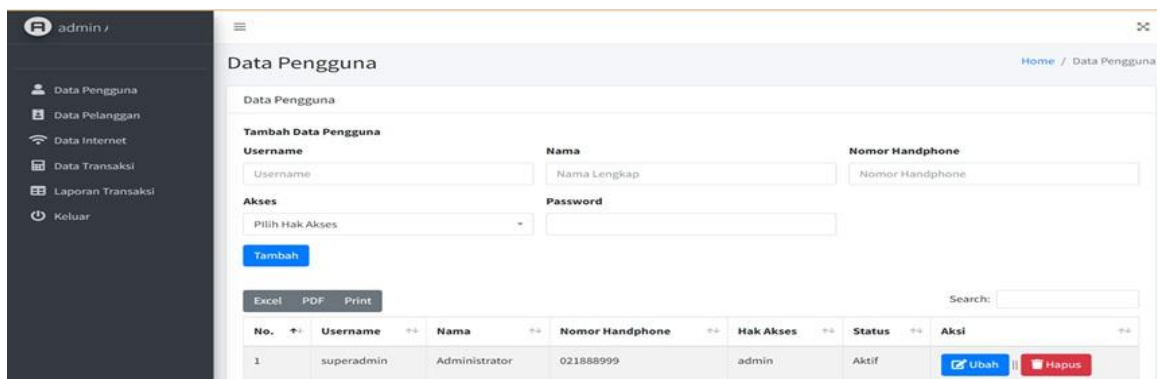 admin
Data Pengguna
Home / Data Pengguna
Data Pengguna
Data Pelanggan
Data Internet
Data Transaksi
Laporan Transaksi
Keluar
Data Pengguna
Tambah Data Pengguna
Username Nama Nomor Handphone
Username Nama Lengkap Nomor Handphone
Akses Password
PIlih Hak Akses
Tambah
Excel PDF Print Search:
No. Username Nama Nomor Handphone Hak Akses Status Aksi
1 superadmin Administrator 021888999 admin Aktif Ubah || Hapus